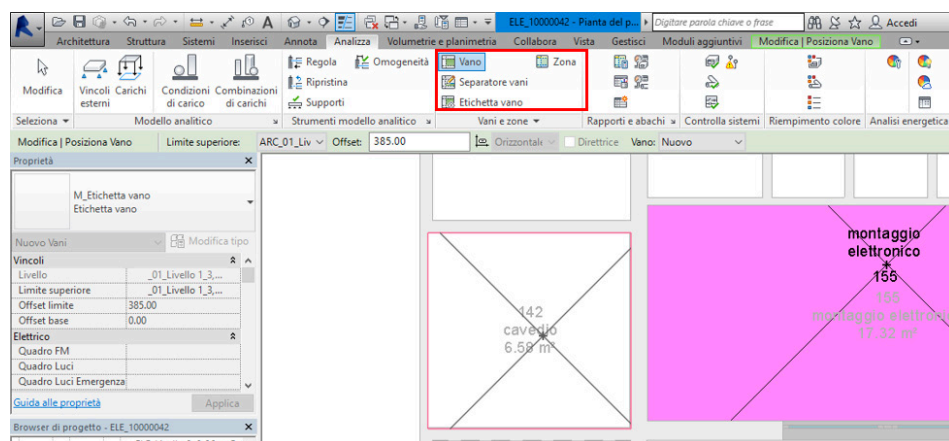 ELE_10000042 - Pianta del p... Digitare parola chiave o frase Accedi
Architettura Struttura Sistemi Inserisci Annota Analizza Volumetrie e planimetria Collabora Vista Gestisci Moduli aggiuntivi Modifica | Posiziona Vano
Modifica Vincoli esterni Carichi Condizioni di carico Combinazioni di carichi
Regola Omogeneità Vano Zona
Ripristina Separatore vani
Supporti Etichetta vano
Seleziona Modello analitico Strumenti modello analitico Vani e zone Rapporti e abachi Controlla sistemi Riempimento colore Analisi energetica
Modifica | Posiziona Vano Limite superiore: ARC_01_Liv Offset: 385.00 Orizzontale Direttrice Vano: Nuovo
Proprietà
M_Etichetta vano
Etichetta vano
Nuovo Vani Modifica tipo
Vincoli
Livello _01_Livello 1_3,...
Limite superiore _01_Livello 1_3,...
Offset limite 385.00
Offset base 0.00
Elettrico
Quadro FM
Quadro Luci
Quadro Luci Emergenza
Guida alle proprietà Applica
Browser di progetto - ELE_10000042
142
cavedio
6.58 m²
montaggio
elettronico
155
155
montaggio elettron
17.32 m²